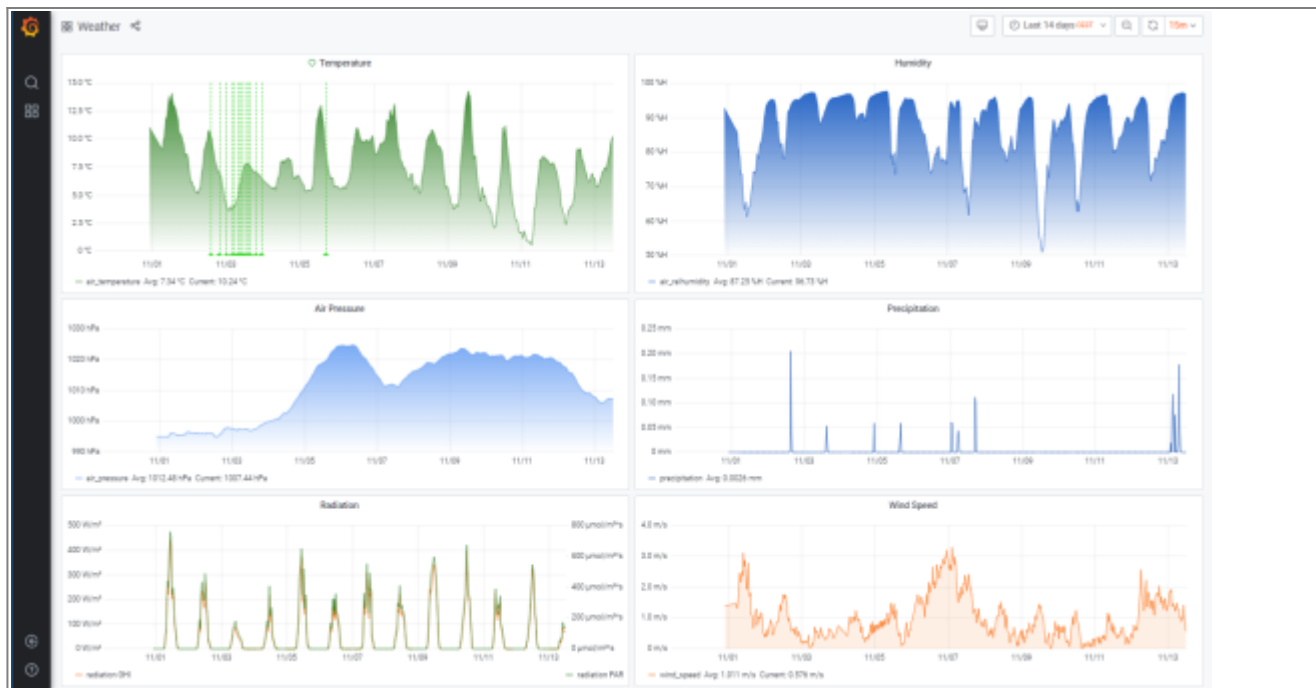 Weather
Last 14 days CEST
15m
Temperature
15.0 °C
12.5 °C
10.0 °C
7.5 °C
5.0 °C
2.5 °C
0 °C
11/01 11/03 11/05 11/07 11/09 11/11 11/13
air_temperature Avg: 7.94 °C Current: 10.24 °C
Humidity
100 %H
90 %H
80 %H
70 %H
60 %H
50 %H
11/01 11/03 11/05 11/07 11/09 11/11 11/13
air_relhumidity Avg: 87.29 %H Current: 96.73 %H
Air Pressure
1030 hPa
1020 hPa
1010 hPa
1000 hPa
990 hPa
11/01 11/03 11/05 11/07 11/09 11/11 11/13
air_pressure Avg: 1012.48 hPa Current: 1007.44 hPa
Precipitation
0.25 mm
0.20 mm
0.15 mm
0.10 mm
0.05 mm
0 mm
11/01 11/03 11/05 11/07 11/09 11/11 11/13
precipitation Avg: 0.0026 mm
Radiation
500 W/m²
400 W/m²
300 W/m²
200 W/m²
100 W/m²
0 W/m²
800 µmol/m²*s
600 µmol/m²*s
400 µmol/m²*s
200 µmol/m²*s
0 µmol/m²*s
11/01 11/03 11/05 11/07 11/09 11/11 11/13
radiation GHI
radiation PAR
Wind Speed
4.0 m/s
3.0 m/s
2.0 m/s
1.0 m/s
0 m/s
11/01 11/03 11/05 11/07 11/09 11/11 11/13
wind_speed Avg: 1.011 m/s Current: 0.576 m/s